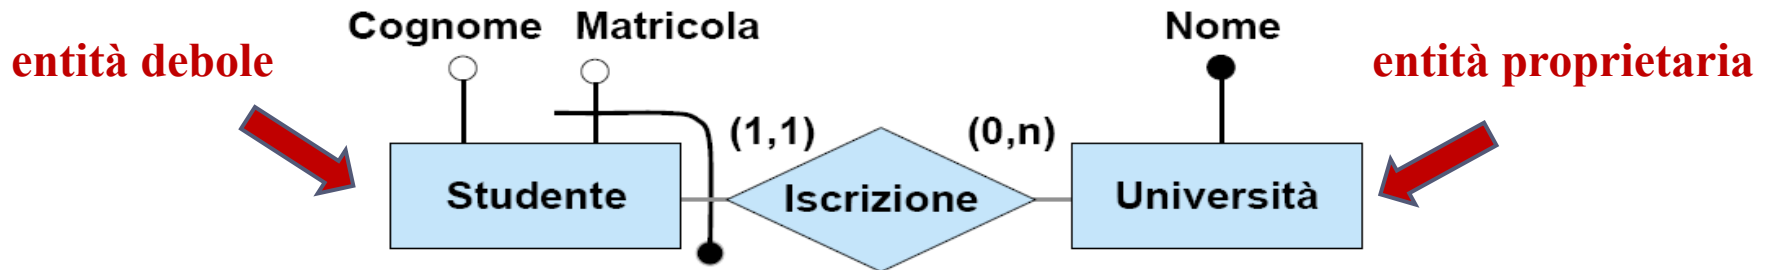 Cognome Matricola Nome
entità debole entità proprietaria
(1,1) (0,n)
Studente Iscrizione Università